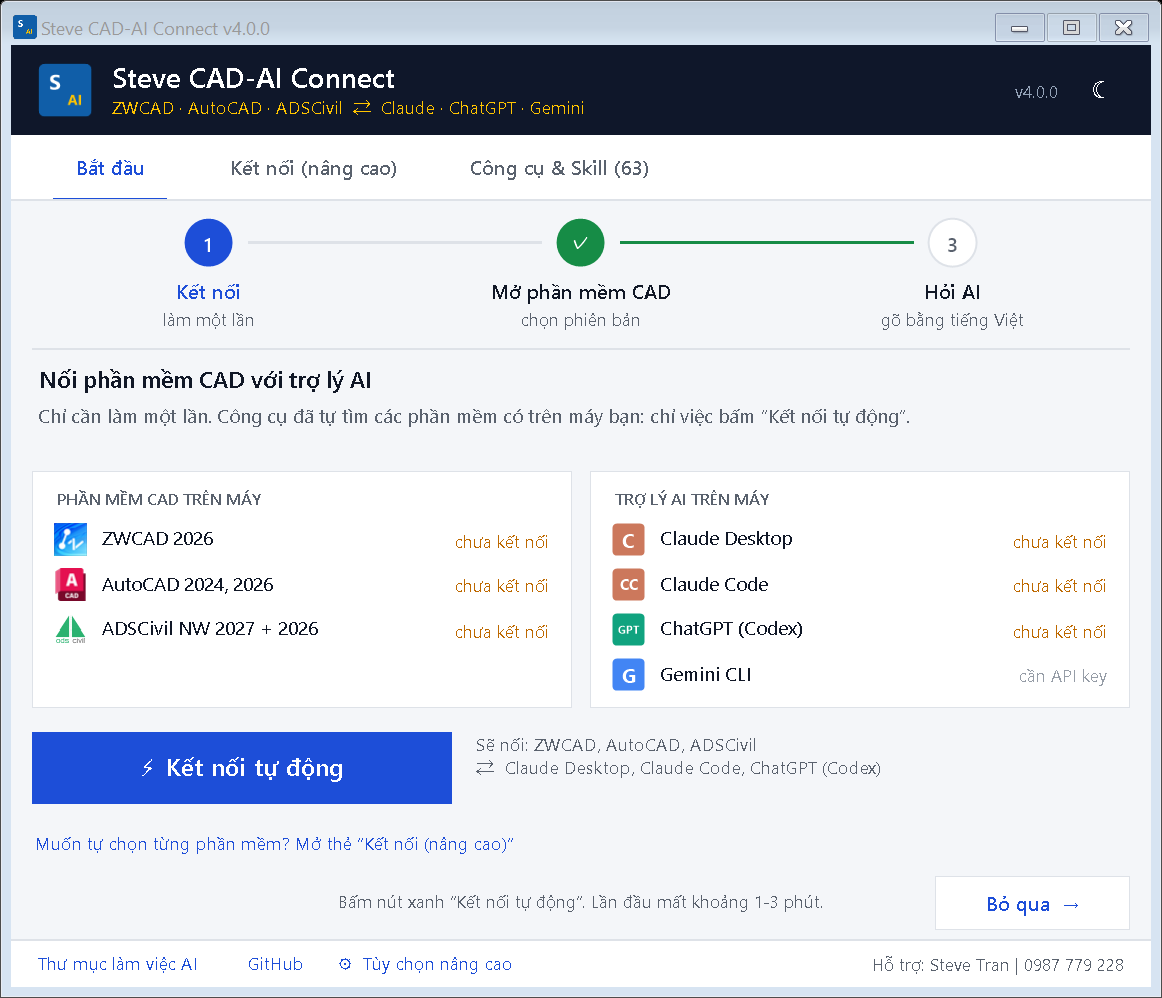 S AI Steve CAD-AI Connect v4.0.0
S AI
Steve CAD-AI Connect
ZWCAD · AutoCAD · ADSCivil ⇄ Claude · ChatGPT · Gemini
v4.0.0 ☾
Bắt đầu Kết nối (nâng cao) Công cụ & Skill (63)
1 ✓ 3
Kết nối Mở phần mềm CAD Hỏi AI
làm một lần chọn phiên bản gõ bằng tiếng Việt
Nối phần mềm CAD với trợ lý AI
Chỉ cần làm một lần. Công cụ đã tự tìm các phần mềm có trên máy bạn: chỉ việc bấm “Kết nối tự động”.
PHẦN MỀM CAD TRÊN MÁY
ZWCAD 2026 chưa kết nối
A CAD AutoCAD 2024, 2026 chưa kết nối
ads civil ADSCivil NW 2027 + 2026 chưa kết nối
TRỢ LÝ AI TRÊN MÁY
C Claude Desktop chưa kết nối
CC Claude Code chưa kết nối
GPT ChatGPT (Codex) chưa kết nối
G Gemini CLI cần API key
⚡ Kết nối tự động
Sẽ nối: ZWCAD, AutoCAD, ADSCivil
⇄ Claude Desktop, Claude Code, ChatGPT (Codex)
Muốn tự chọn từng phần mềm? Mở thẻ “Kết nối (nâng cao)”
Bấm nút xanh “Kết nối tự động”. Lần đầu mất khoảng 1-3 phút.
Bỏ qua →
Thư mục làm việc AI GitHub ⚙ Tùy chọn nâng cao Hỗ trợ: Steve Tran | 0987 779 228